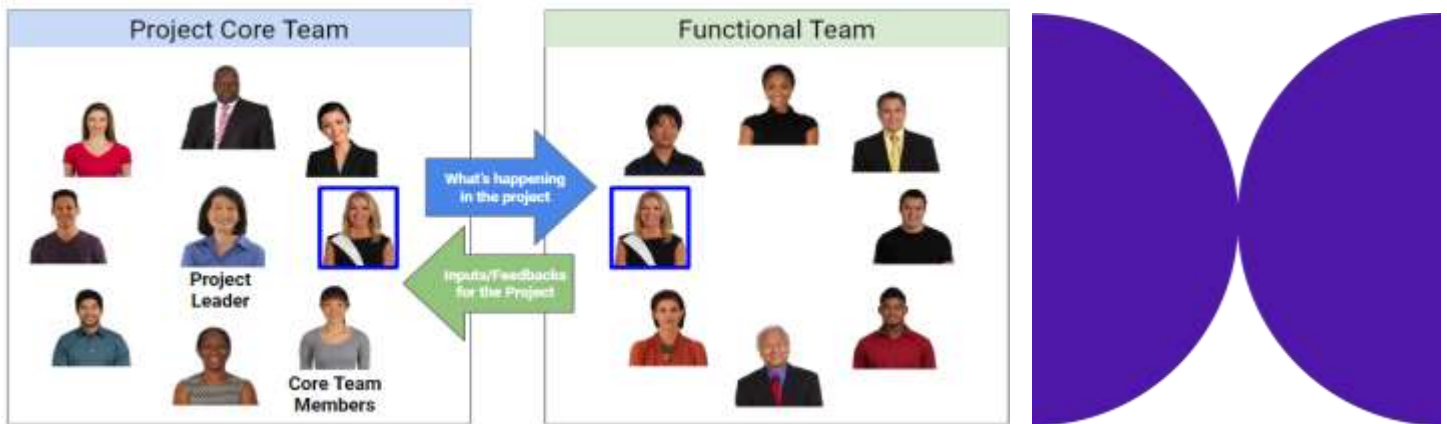 Project Core Team
Functional Team
What's happening
in the project
Inputs/Feedbacks
for the Project
Project
Leader
Core Team
Members